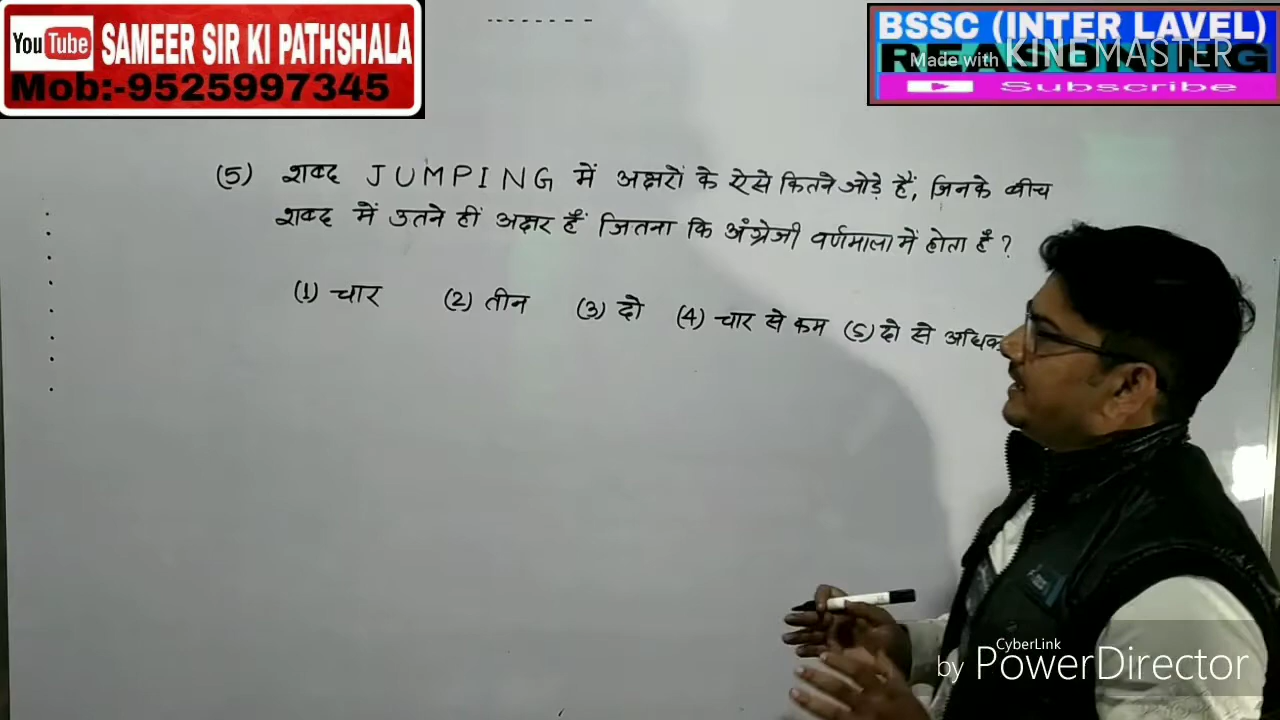 --------
YouTube SAMEER SIR KI PATHSHALA
Mob:-9525997345
BSSC (INTER LAVEL)
REASONING
Made with KINEMASTER
Subscribe
(5) शब्द JUMPING में अक्षरों के ऐसे कितने जोड़े हैं, जिनके बीच
शब्द में उतने हीं अक्षर हैं जितना कि अंग्रेजी वर्णमाला में होता है ?
(1) चार (2) तीन (3) दो (4) चार से कम (5) दो से अधिक
CyberLink
by PowerDirector